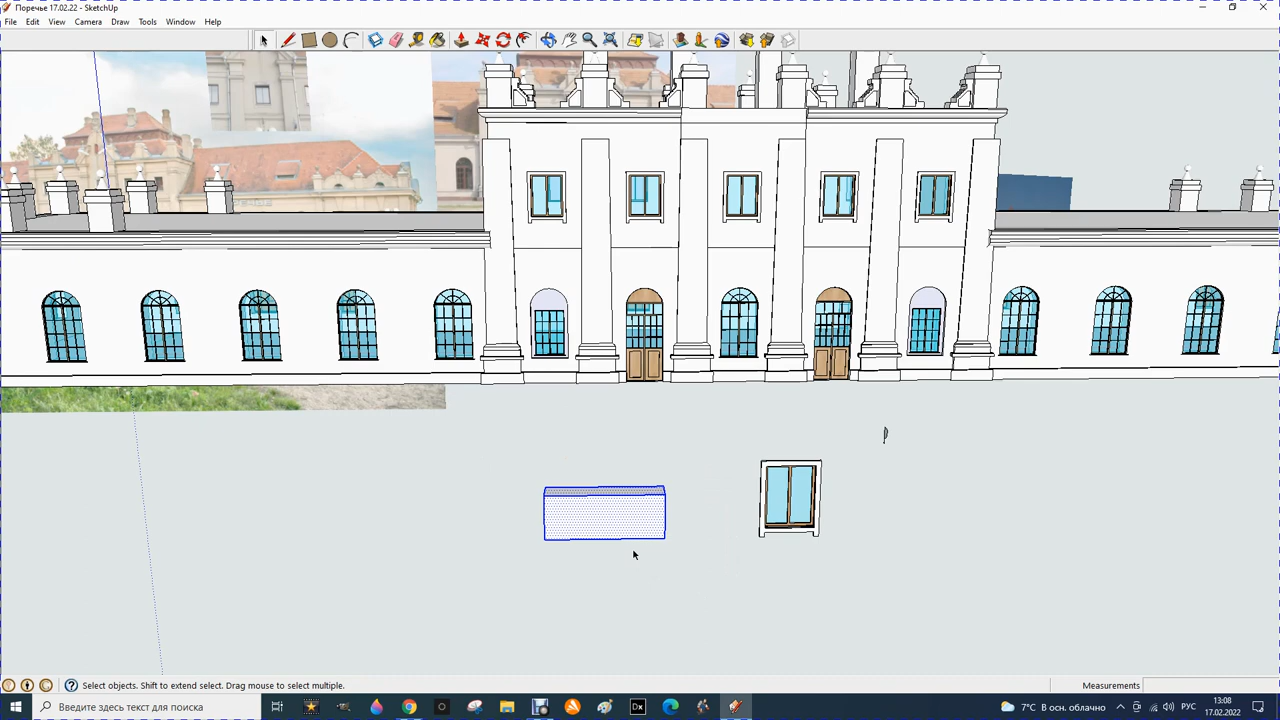 Поречье 17.02.22 - SketchUp
File Edit View Camera Draw Tools Window Help
Select objects. Shift to extend select. Drag mouse to select multiple.
Measurements
Введите здесь текст для поиска
Dx
7°C В осн. облачно
РУС
13:08
17.02.2022